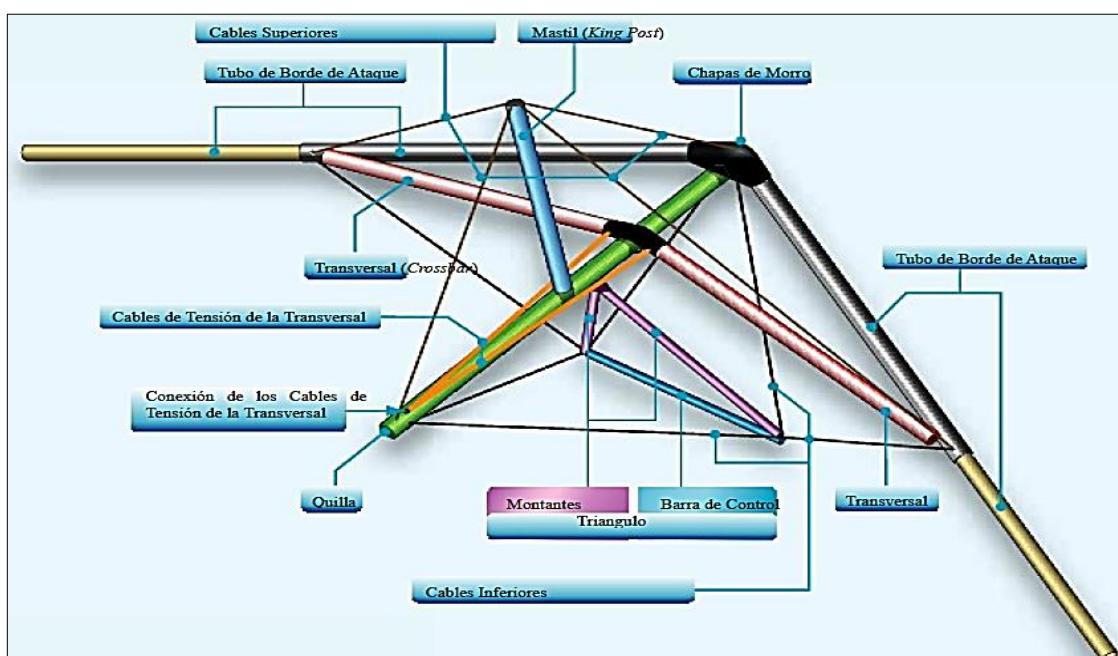 Cables Superiores
Mastil (King Post)
Tubo de Borde de Ataque
Chapas de Morro
Transversal (Crossbar)
Tubo de Borde de Ataque
Cables de Tensión de la Transversal
Conexión de los Cables de
Tensión de la Transversal
Quilla
Montantes
Barra de Control
Transversal
Triangulo
Cables Inferiores